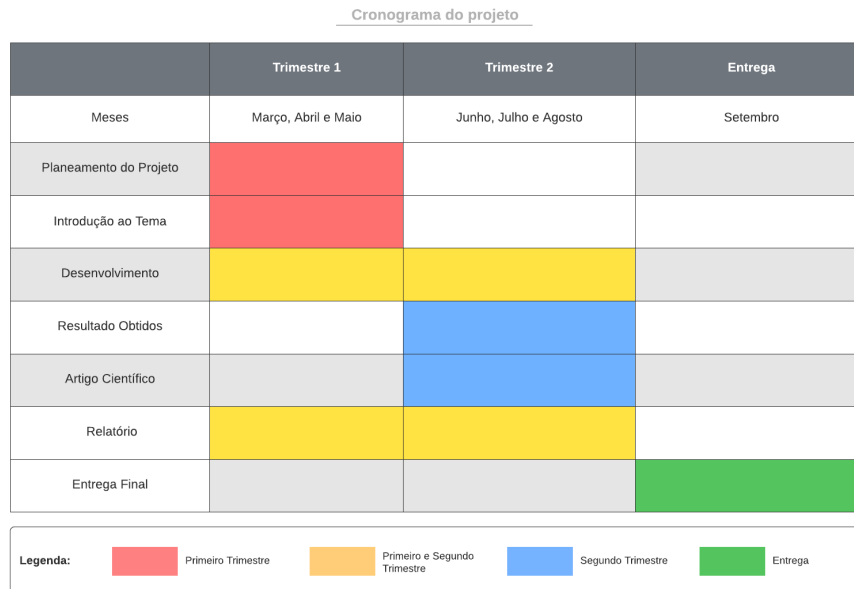 Cronograma do projeto
Trimestre 1 Trimestre 2 Entrega
Meses Março, Abril e Maio Junho, Julho e Agosto Setembro
Planeamento do Projeto
Introdução ao Tema
Desenvolvimento
Resultado Obtidos
Artigo Científico
Relatório
Entrega Final
Legenda: Primeiro Trimestre Primeiro e Segundo Segundo Trimestre Entrega
Trimestre